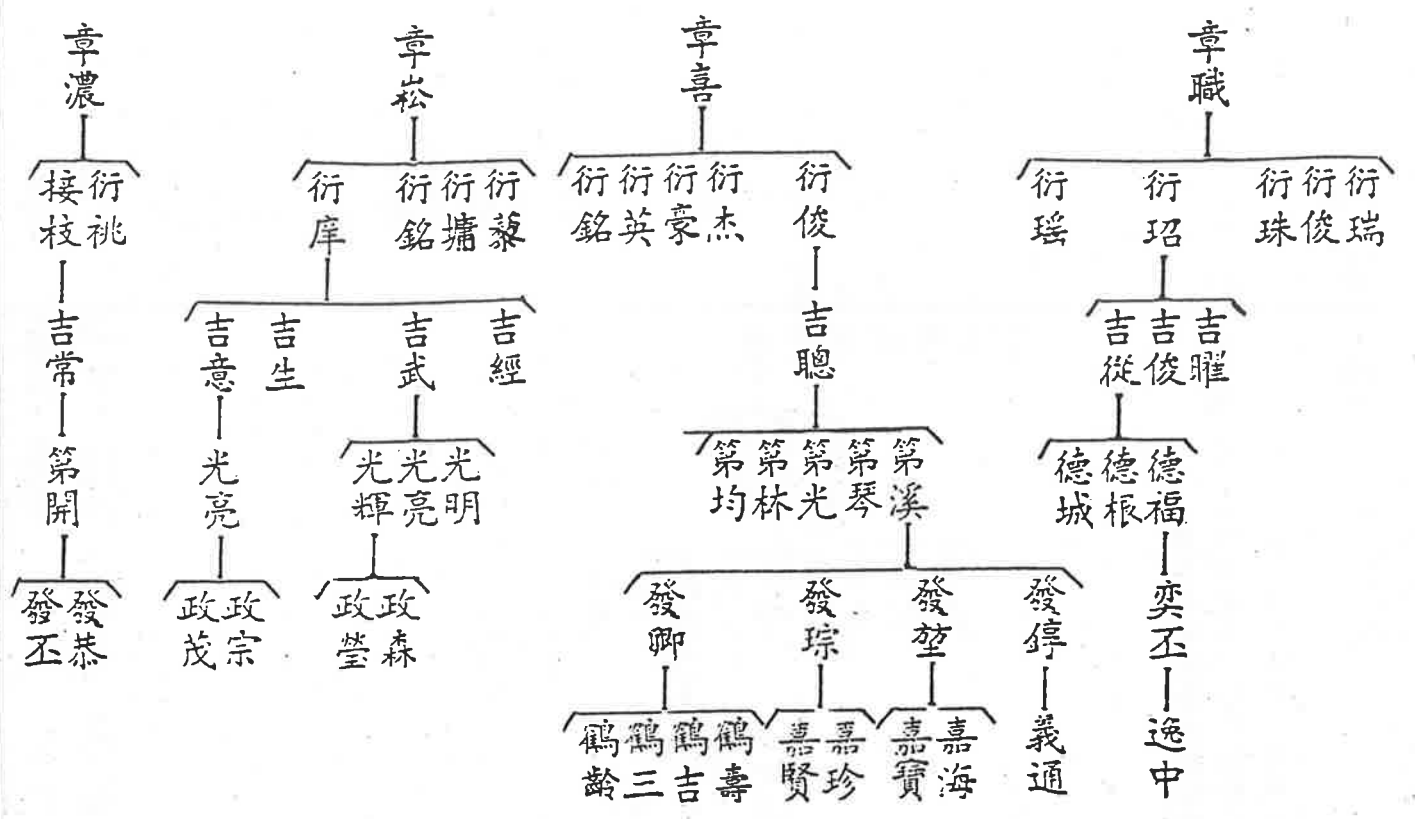 章職
衍瑞
衍俊
衍珠
衍玿
衍瑶
吉曜
吉俊
吉從
德福
德根
德城
奕丕
逸中
章喜
衍俊
衍杰
衍豪
衍英
衍銘
吉聰
第溪
第琴
第光
第林
第均
發
發堃
發琮
發卿
義通
嘉海
嘉寶
嘉珍
嘉賢
鶴壽
鶴吉
鶴三
鶴齡
章崧
衍藜
衍墉
衍銘
衍庠
吉經
吉武
吉生
吉意
光明
光亮
光輝
光亮
政森
政瑩
政宗
政茂
章濃
衍祧
接枝
吉常
第開
發恭
發丕